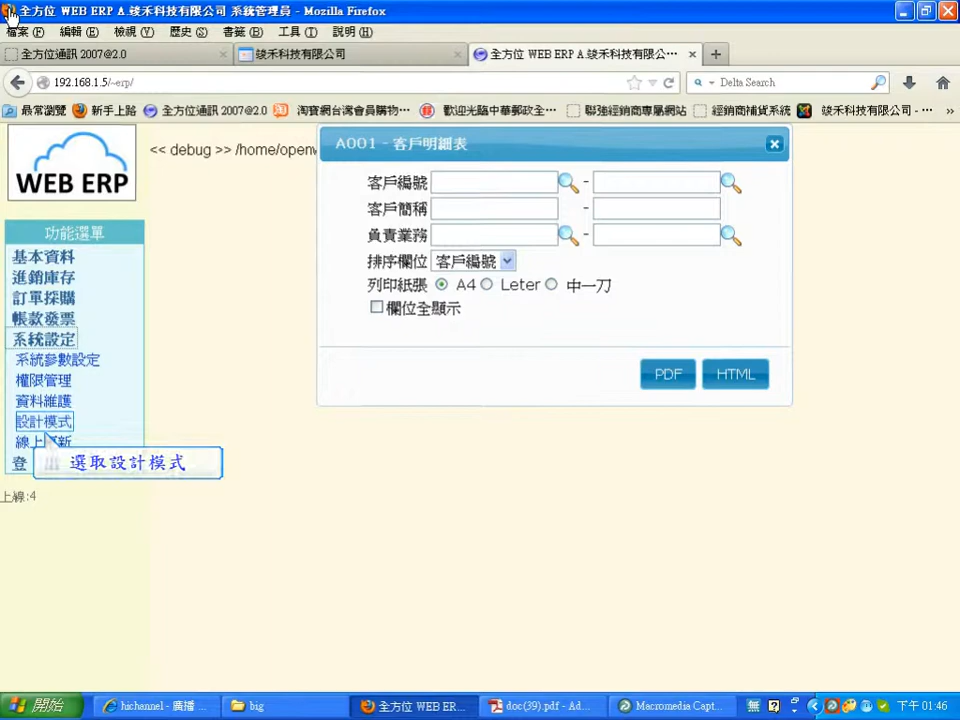 全方位 WEB ERP A.竣禾科技有限公司 系統管理員 - Mozilla Firefox
檔案(F) 編輯(E) 檢視(V) 歷史(S) 書籤(B) 工具(T) 說明(H)
全方位通訊 2007@2.0
竣禾科技有限公司
全方位 WEB ERP A.竣禾科技有限公…
192.168.1.5/~erp/
Delta Search
最常瀏覽 新手上路 全方位通訊 2007@2.0 淘寶網台灣會員購物… 歡迎光臨中華郵政全… 聯強經銷商專屬網站 經銷商補貨系統 竣禾科技有限公司 - …
WEB ERP
<< debug >> /home/openw
A001 - 客戶明細表
客戶編號 -
客戶簡稱 -
負責業務 -
排序欄位 客戶編號
列印紙張 A4 Leter 中一刀
欄位全顯示
PDF HTML
功能選單
基本資料
進銷庫存
訂單採購
帳款發票
系統設定
系統參數設定
權限管理
資料維護
設計模式
線上 新
登
選取設計模式
上線:4
開始 hichannel - 廣播… big 全方位 WEB ER... doc(39).pdf - Ad... Macromedia Capt... 無 下午 01:46